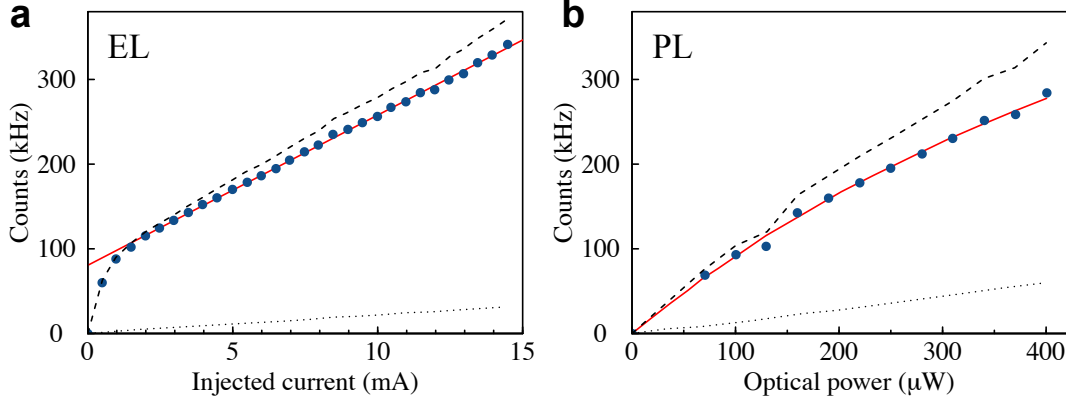 a
EL
Counts (kHz)
300
200
100
0
0
5
10
15
Injected current (mA)
b
PL
Counts (kHz)
300
200
100
0
0
100
200
300
400
Optical power (μW)